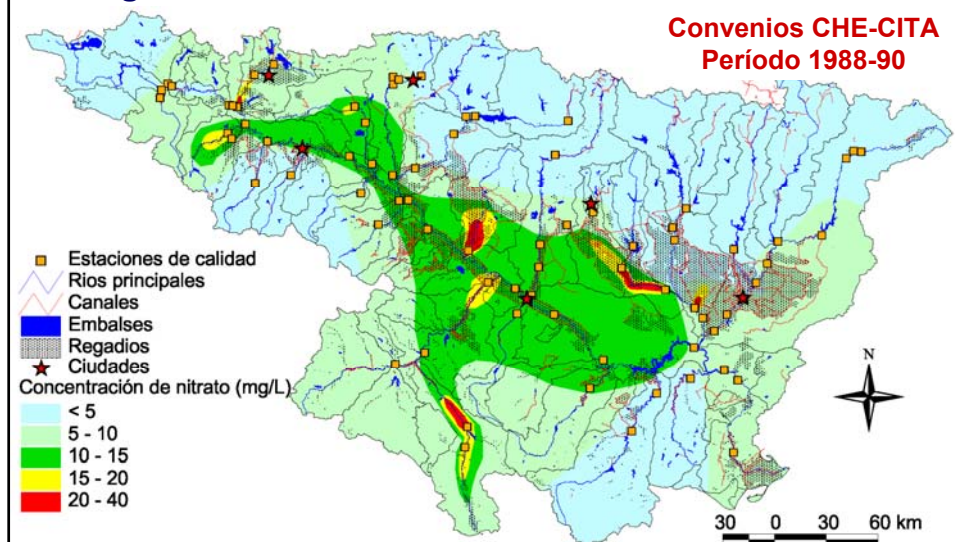 Convenios CHE-CITA
Período 1988-90
Estaciones de calidad
Rios principales
Canales
Embalses
Regadios
Ciudades
Concentración de nitrato (mg/L)
< 5
5 - 10
10 - 15
15 - 20
20 - 40
N
30 0 30 60 km